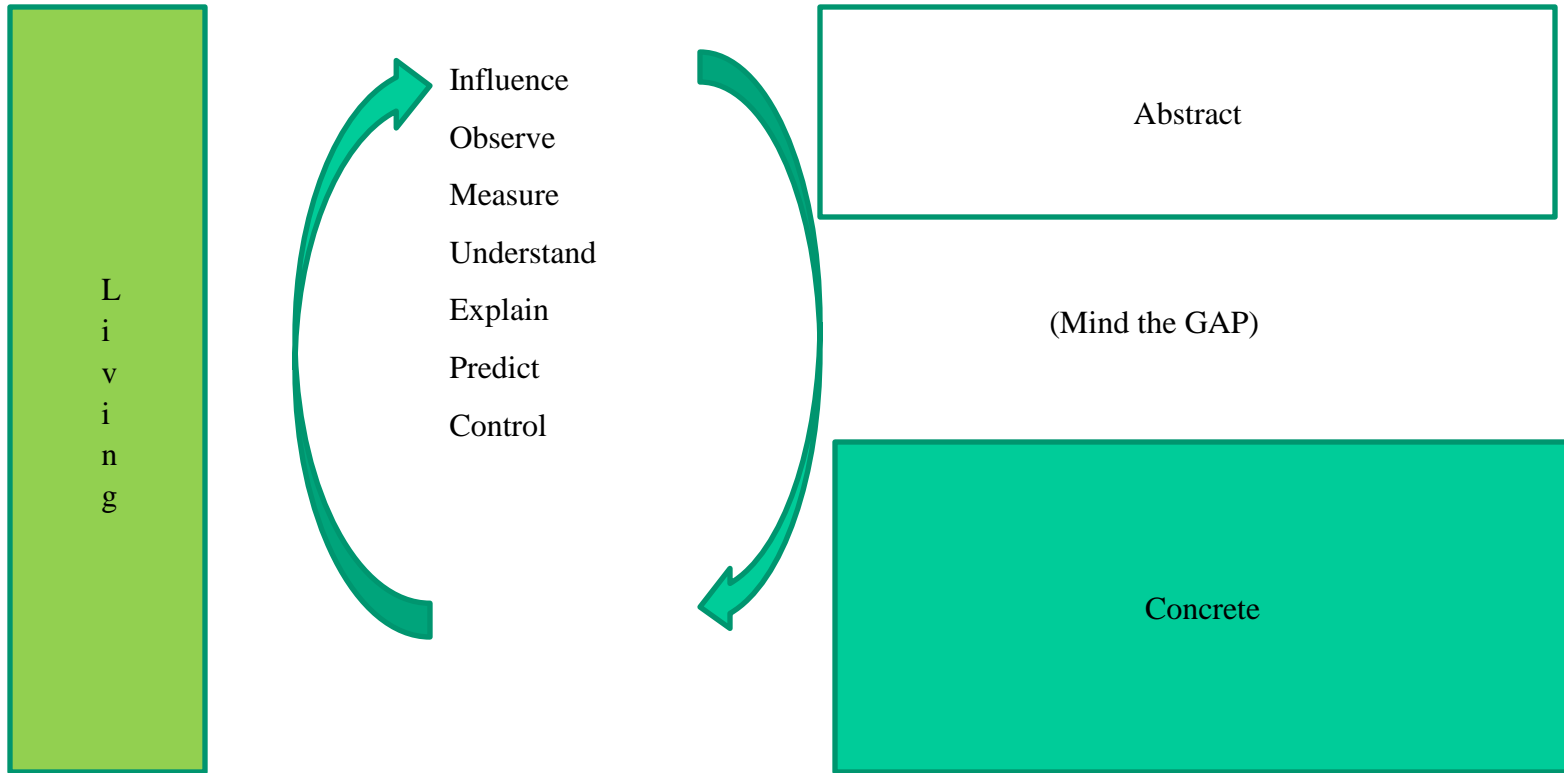 L
i
v
i
n
g
Influence
Observe
Measure
Understand
Explain
Predict
Control
Abstract
(Mind the GAP)
Concrete